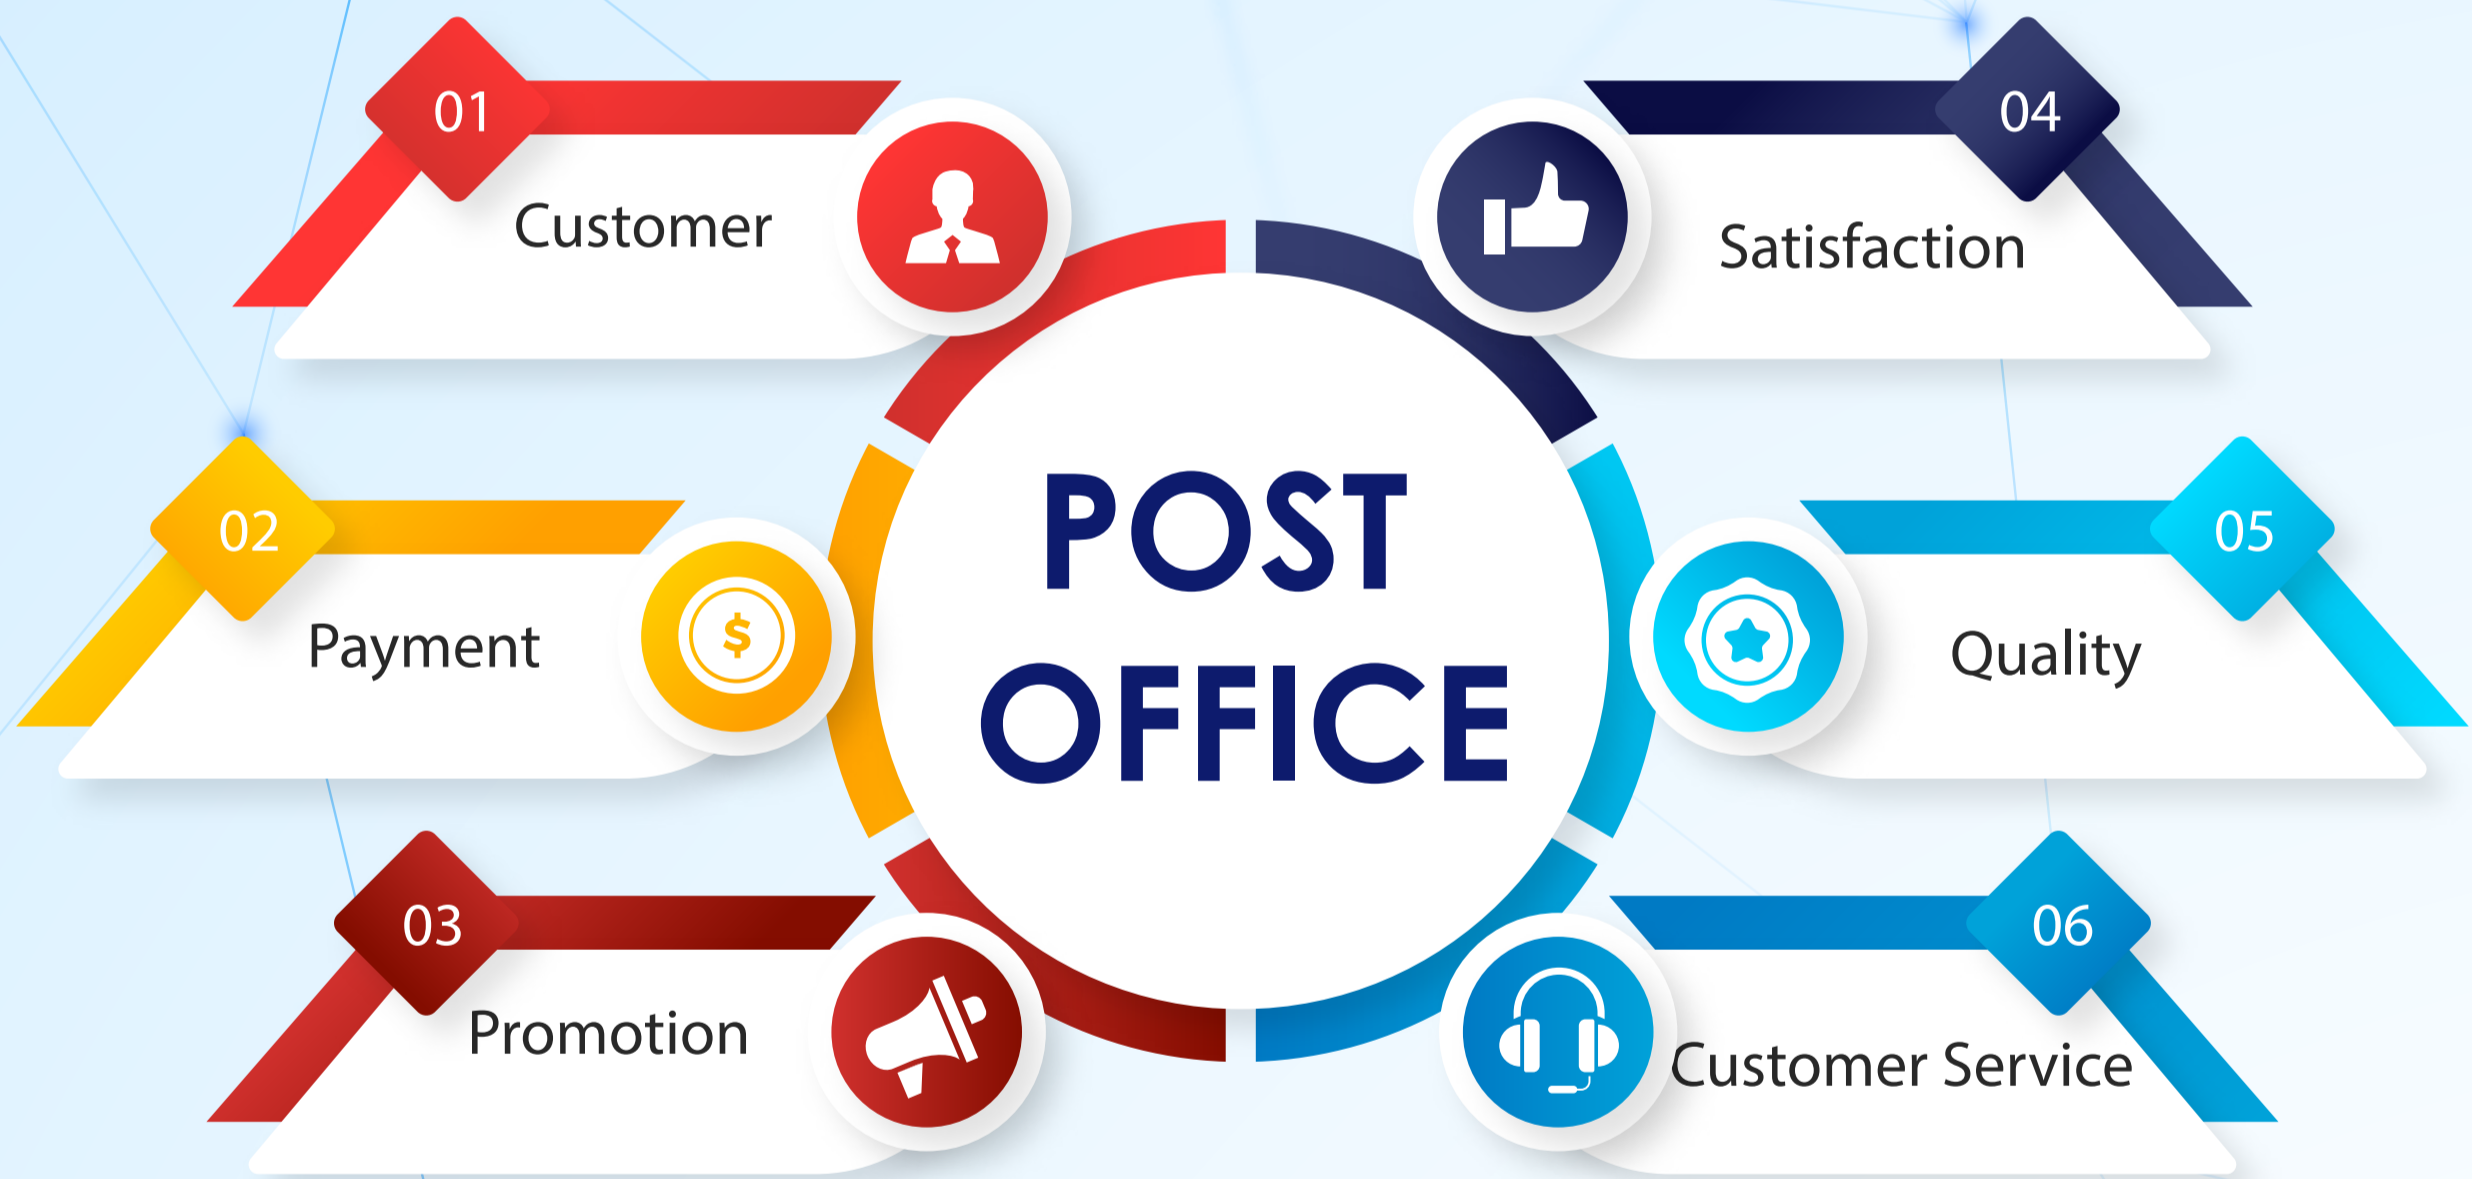 01
Customer
02
Payment
03
Promotion
POST
OFFICE
04
Satisfaction
05
Quality
06
Customer Service
$